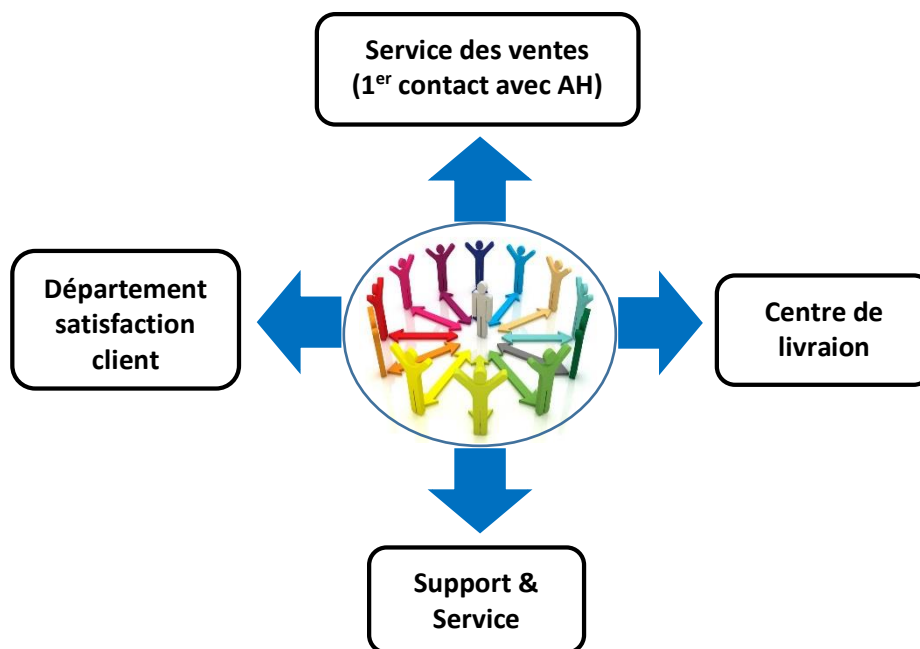 Service des ventes
(1er contact avec AH)
Département
satisfaction
client
Centre de
livraion
Support &
Service